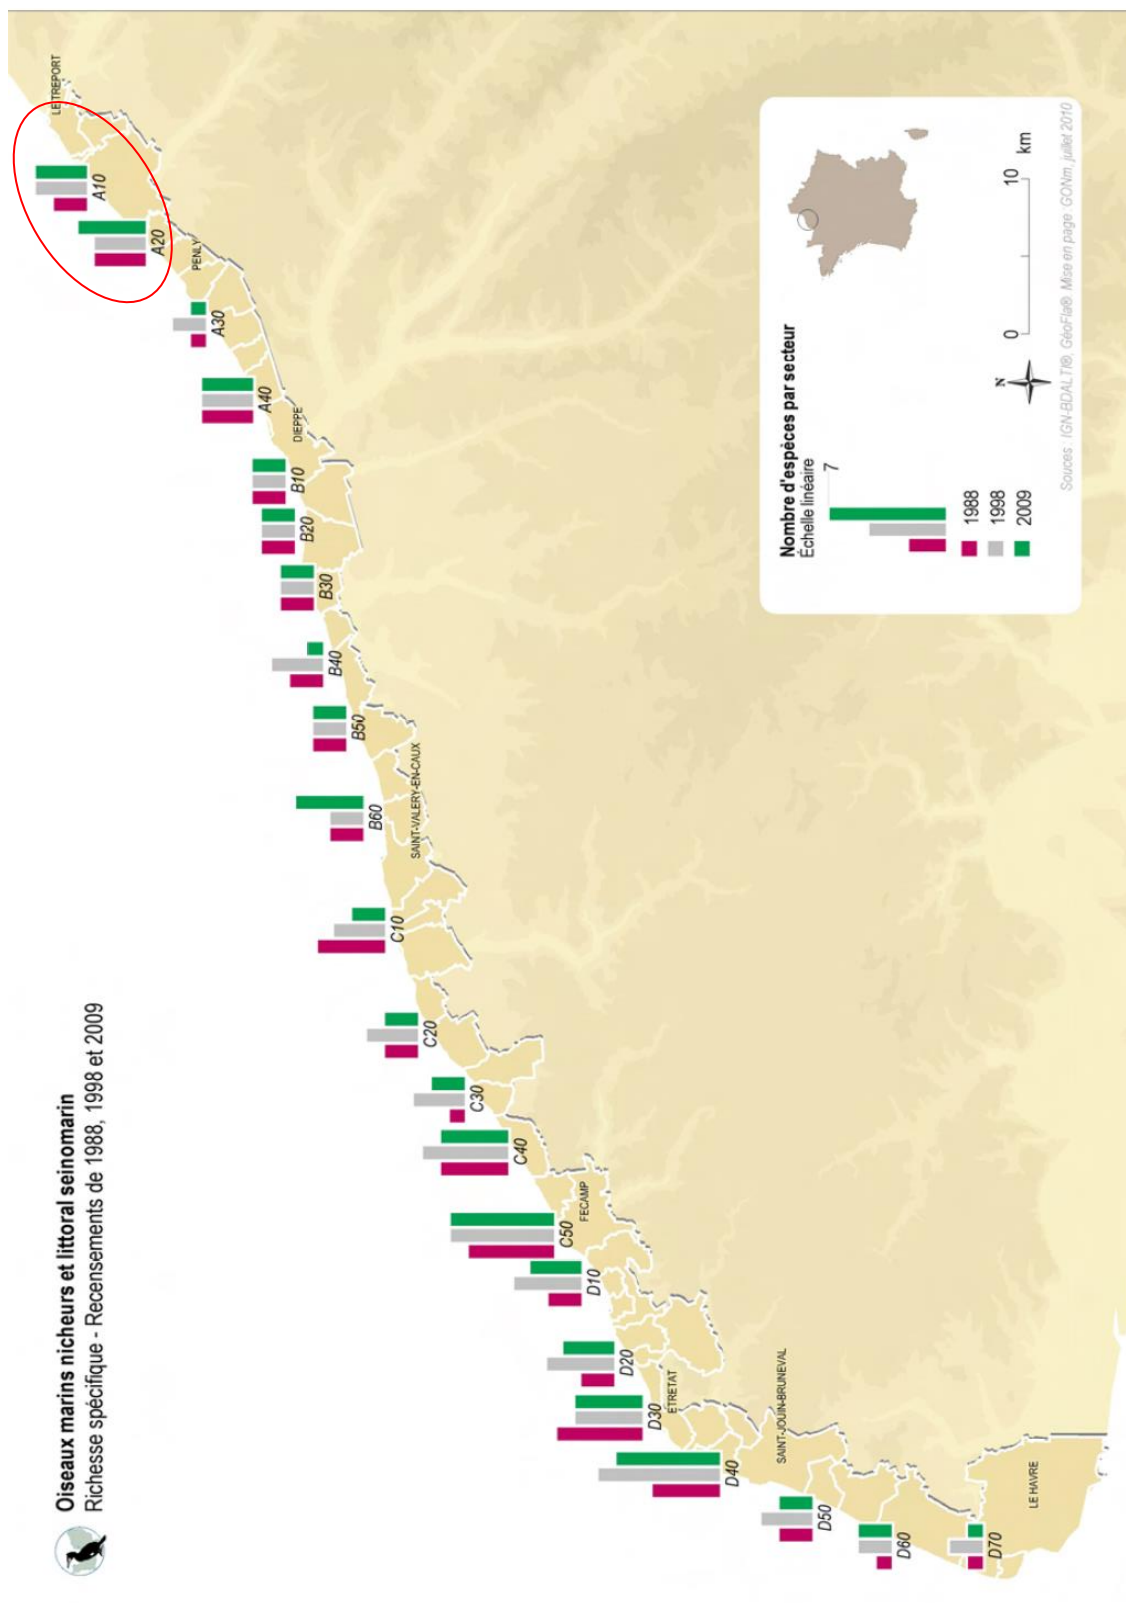 Oiseaux marins nicheurs et littoral seinomarin
Richesse spécifique - Recensements de 1988, 1998 et 2009
LE TREPORT
A10
A20
PENLY
A30
A40
DIEPPE
B10
B20
B30
B40
B50
SAINT-VALERY-EN-CAUX
B60
C10
C20
C30
C40
FECAMP
C50
D10
D20
ETRETAT
D30
D40
SAINT-JOUIN-BRUNEVAL
D50
D60
D70
LE HAVRE
Nombre d'espèces par secteur
Échelle linéaire
7
1988
1998
2009
N
0 10
km
Souces : IGN-BDALTI®, GéoFla® Mise en page : GONm, juillet 2010